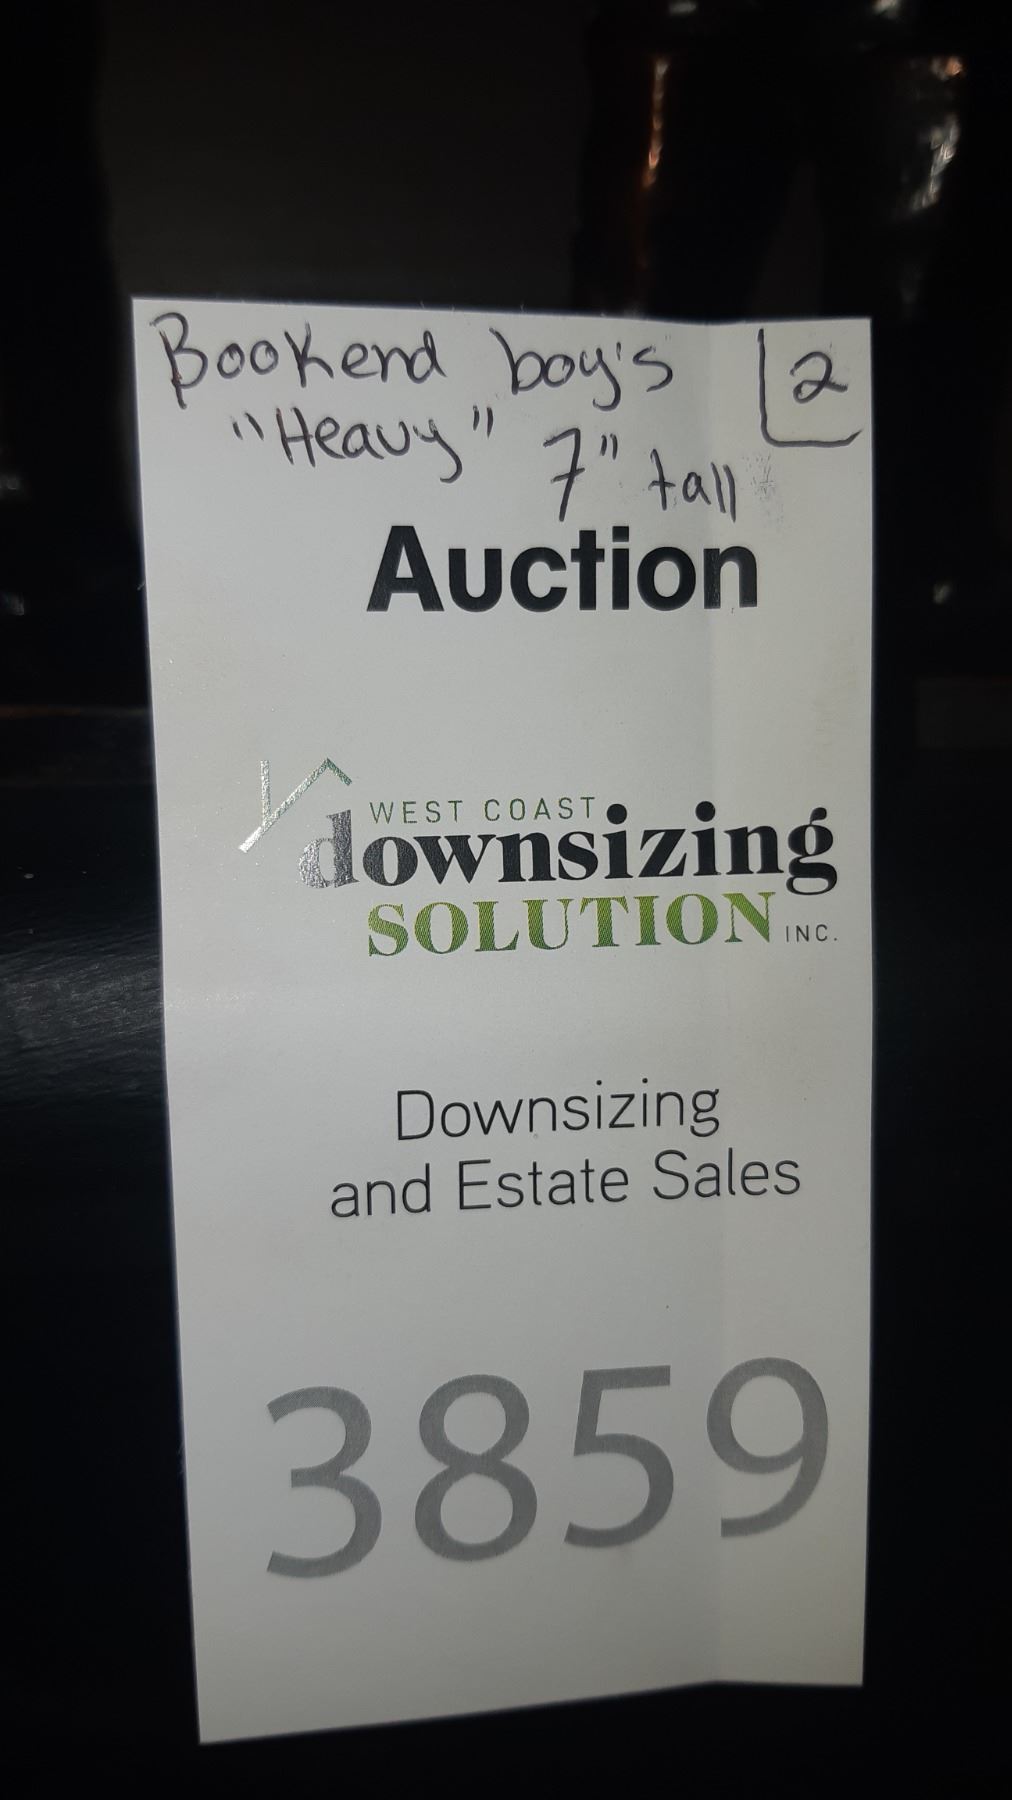 Bookend boy's 2
"Heavy" 7" tall
Auction
WEST COAST
downsizing
SOLUTION INC.
Downsizing
and Estate Sales
3859